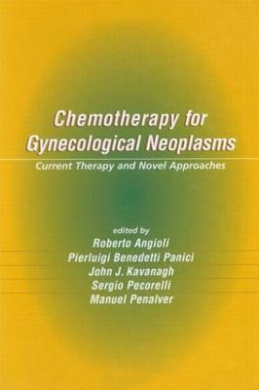 Chemotherapy for
Gynecological Neoplasms
Current Therapy and Novel Approaches
edited by
Roberto Angioli
Pierluigi Benedetti Panici
John J. Kavanagh
Sergio Pecorelli
Manuel Penalver